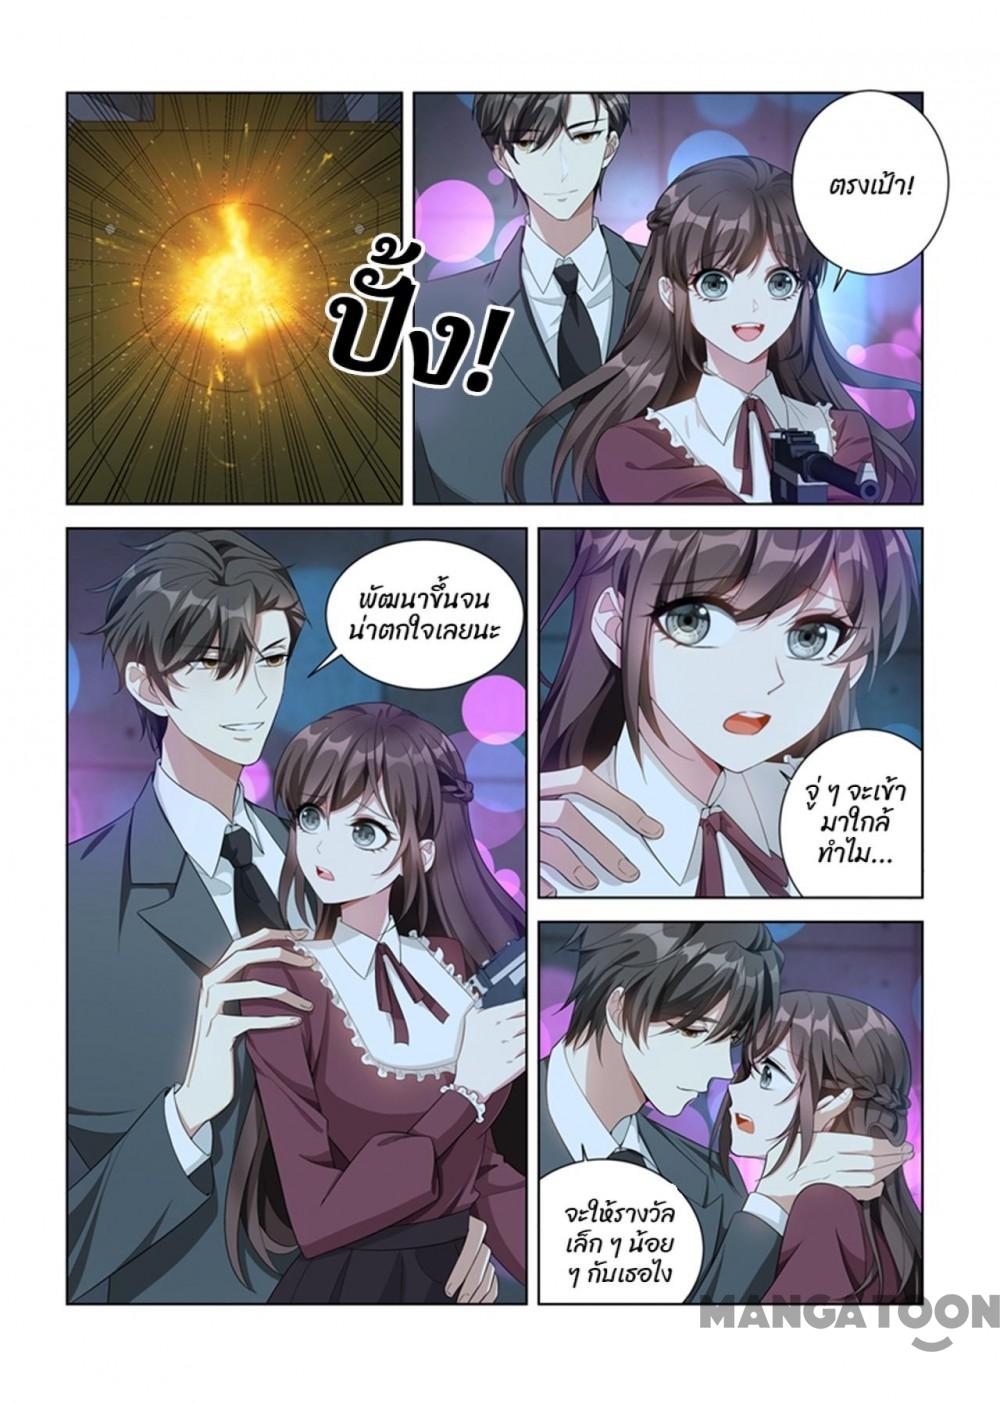 ปั้ง!
ตรงเป้า!
พัฒนาขึ้นจน
น่าตกใจเลยนะ
จู่ ๆ จะเข้า
มาใกล้
ทำไม...
จะให้รางวัล
เล็ก ๆ น้อย
ๆ กับเธอไง
MANGATOON